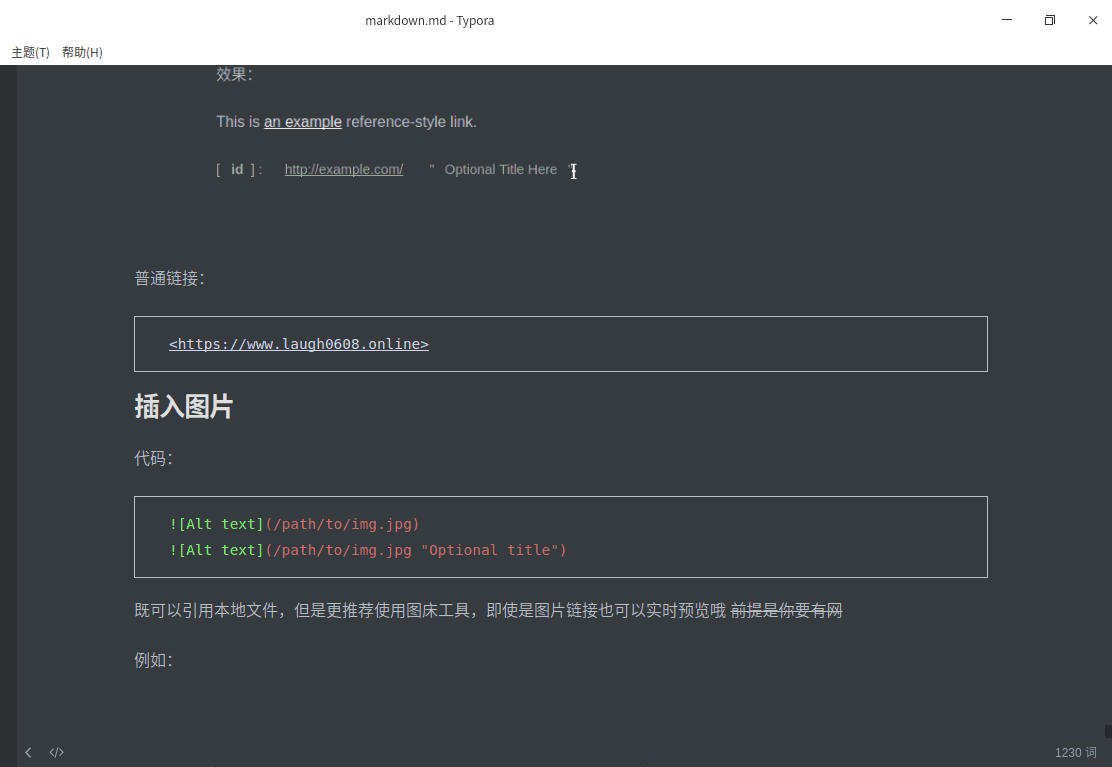 markdown.md - Typora
主题(T) 帮助(H)
效果：
This is an example reference-style link.
[ id ] : http://example.com/ " Optional Title Here "
普通链接：
<https://www.laugh0608.online>
插入图片
代码：
![Alt text](/path/to/img.jpg)
![Alt text](/path/to/img.jpg "Optional title")
既可以引用本地文件，但是更推荐使用图床工具，即使是图片链接也可以实时预览哦 前提是你要有网
例如：
</> 1230 词